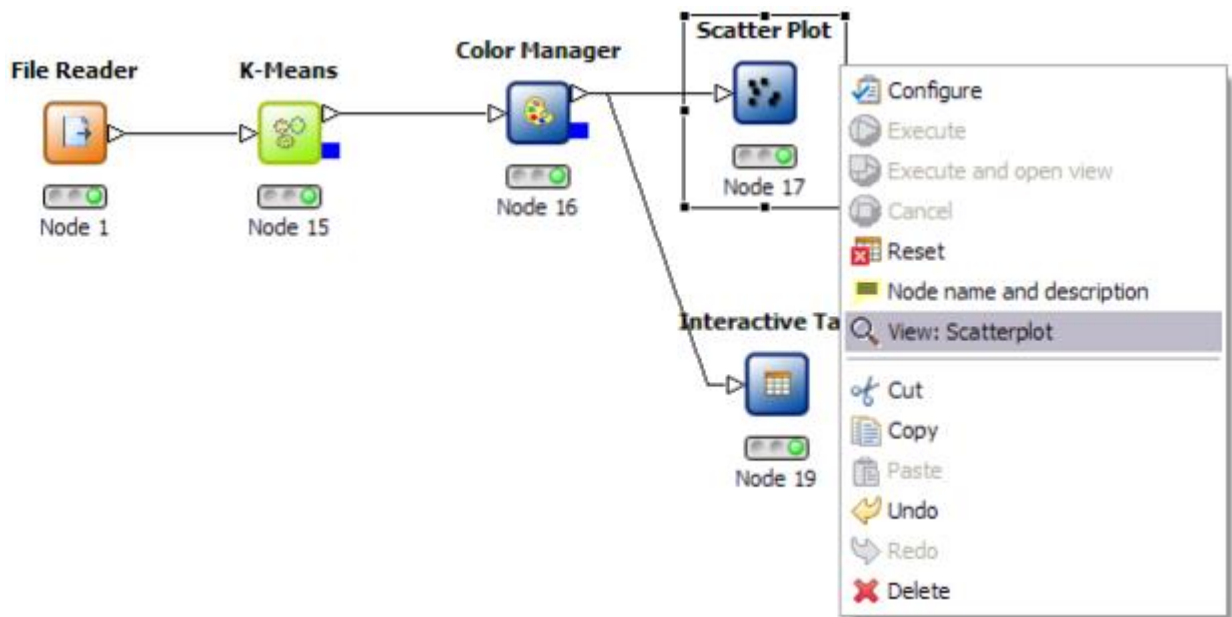 File Reader
K-Means
Color Manager
Scatter Plot
Node 1
Node 15
Node 16
Node 17
Interactive Ta
Node 19
Configure
Execute
Execute and open view
Cancel
Reset
Node name and description
View: Scatterplot
Cut
Copy
Paste
Undo
Redo
Delete